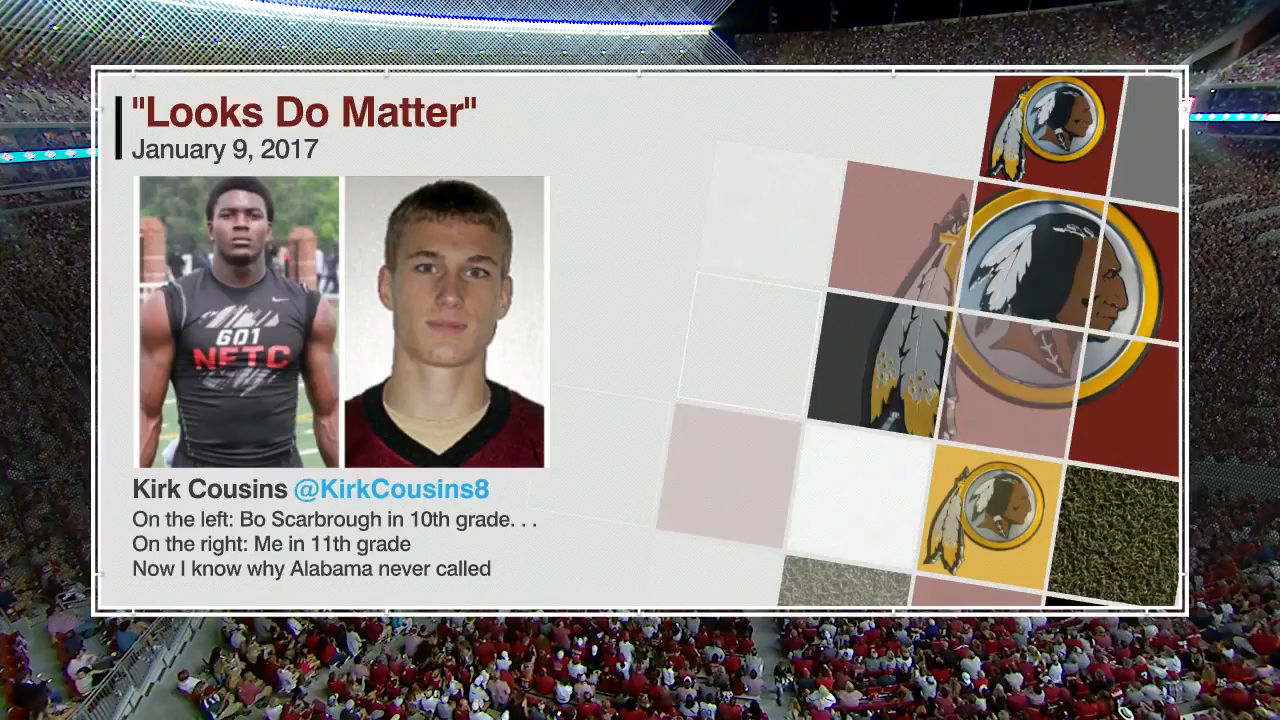 "Looks Do Matter"
January 9, 2017
601
NFTC
Kirk Cousins @KirkCousins8
On the left: Bo Scarbrough in 10th grade. . .
On the right: Me in 11th grade
Now I know why Alabama never called